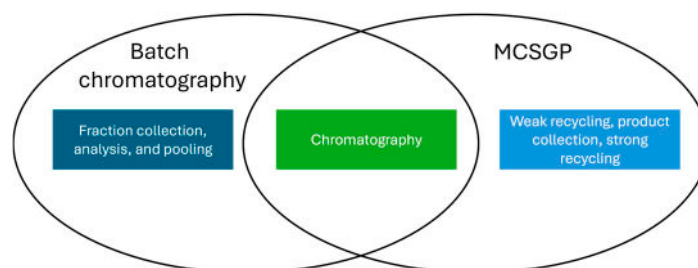 Batch
chromatography
MCSGP
Fraction collection,
analysis, and pooling
Chromatography
Weak recycling, product
collection, strong
recycling